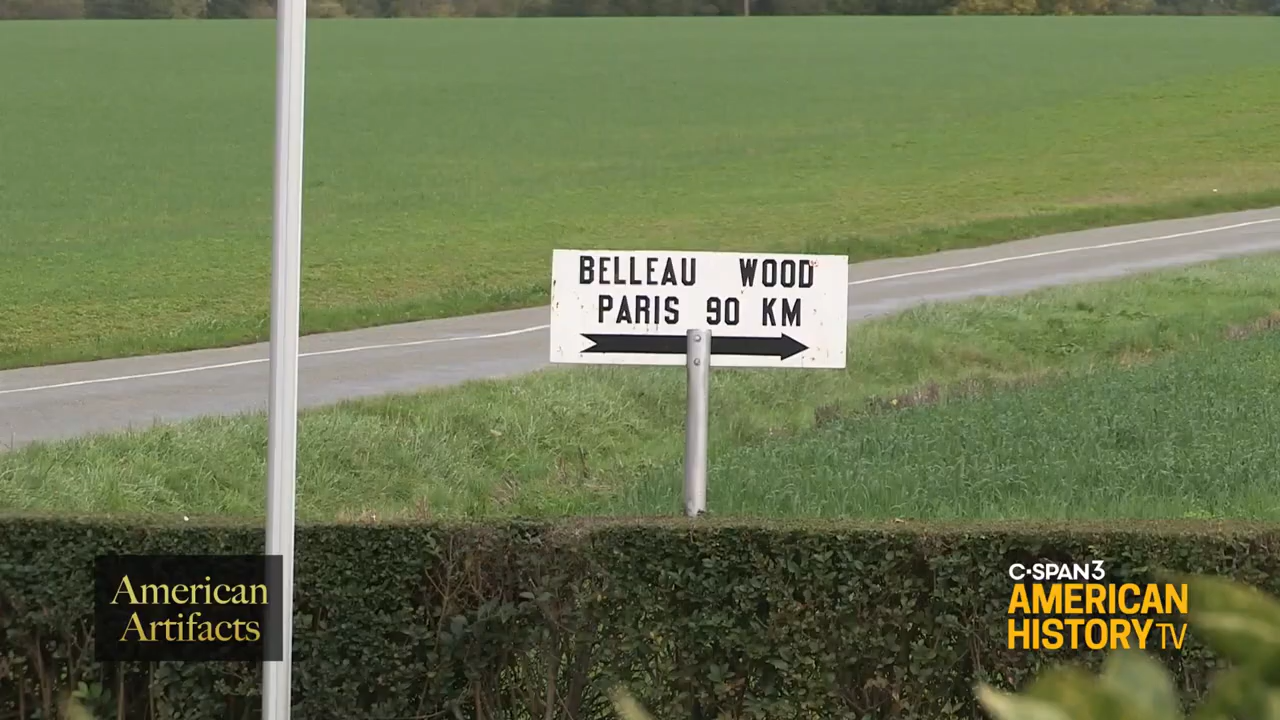 BELLEAU WOOD
PARIS 90 KM
American
Artifacts
C-SPAN3
AMERICAN
HISTORY TV